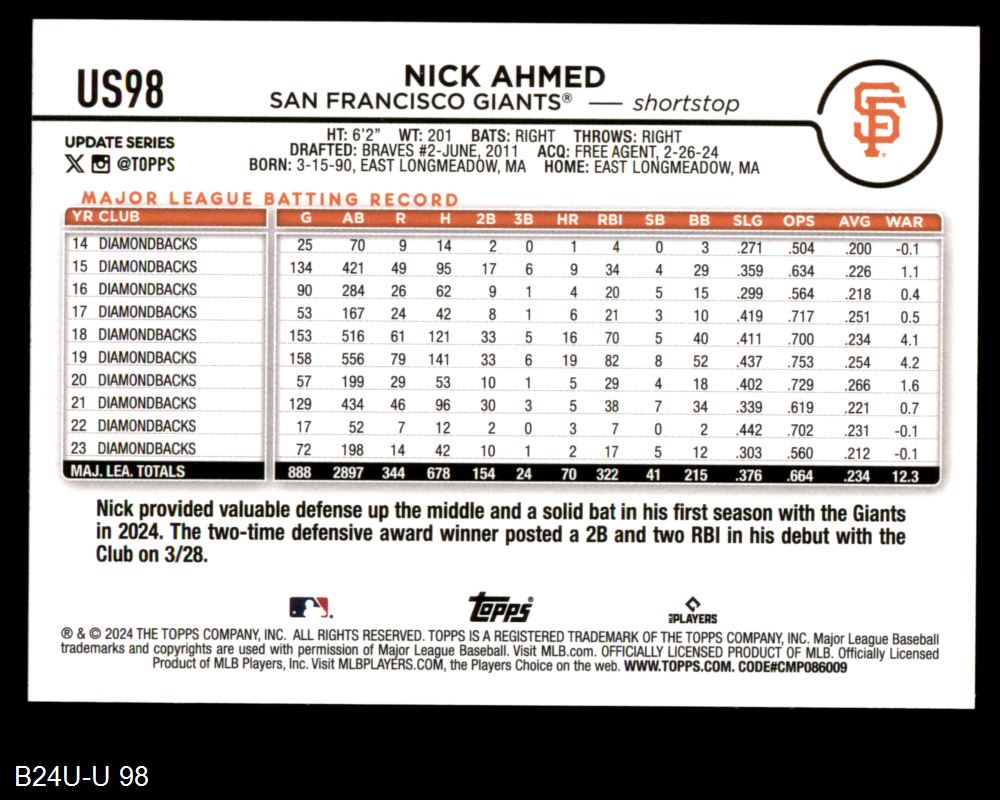 US98
NICK AHMED
SAN FRANCISCO GIANTS® — shortstop
SF
UPDATE SERIES
@TOPPS
HT: 6'2" WT: 201 BATS: RIGHT THROWS: RIGHT
DRAFTED: BRAVES #2-JUNE, 2011 ACQ: FREE AGENT, 2-26-24
BORN: 3-15-90, EAST LONGMEADOW, MA HOME: EAST LONGMEADOW, MA
MAJOR LEAGUE BATTING RECORD
YR CLUB G AB R H 2B 3B HR RBI SB BB SLG OPS AVG WAR
14 DIAMONDBACKS 25 70 9 14 2 0 1 4 0 3 .271 .504 .200 -0.1
15 DIAMONDBACKS 134 421 49 95 17 6 9 34 4 29 .359 .634 .226 1.1
16 DIAMONDBACKS 90 284 26 62 9 1 4 20 5 15 .299 .564 .218 0.4
17 DIAMONDBACKS 53 167 24 42 8 1 6 21 3 10 .419 .717 .251 0.5
18 DIAMONDBACKS 153 516 61 121 33 5 16 70 5 40 .411 .700 .234 4.1
19 DIAMONDBACKS 158 556 79 141 33 6 19 82 8 52 .437 .753 .254 4.2
20 DIAMONDBACKS 57 199 29 53 10 1 5 29 4 18 .402 .729 .266 1.6
21 DIAMONDBACKS 129 434 46 96 30 3 5 38 7 34 .339 .619 .221 0.7
22 DIAMONDBACKS 17 52 7 12 2 0 3 7 0 2 .442 .702 .231 -0.1
23 DIAMONDBACKS 72 198 14 42 10 1 2 17 5 12 .303 .560 .212 -0.1
MAJ. LEA. TOTALS 888 2897 344 678 154 24 70 322 41 215 .376 .664 .234 12.3
Nick provided valuable defense up the middle and a solid bat in his first season with the Giants
in 2024. The two-time defensive award winner posted a 2B and two RBI in his debut with the
Club on 3/28.
Topps® PLAYERS
® & © 2024 THE TOPPS COMPANY, INC. ALL RIGHTS RESERVED. TOPPS IS A REGISTERED TRADEMARK OF THE TOPPS COMPANY, INC. Major League Baseball
trademarks and copyrights are used with permission of Major League Baseball. Visit MLB.com. OFFICIALLY LICENSED PRODUCT OF MLB. Officially Licensed
Product of MLB Players, Inc. Visit MLBPLAYERS.COM, the Players Choice on the web. WWW.TOPPS.COM. CODE#CMP086009
B24U-U 98